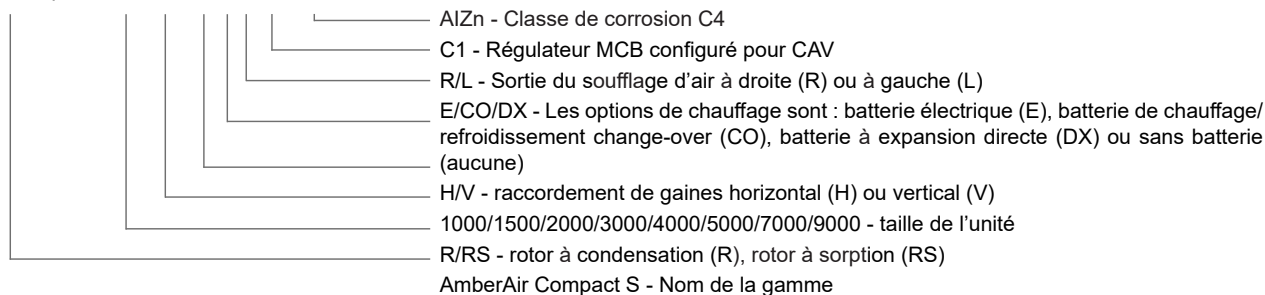 AlZn - Classe de corrosion C4
C1 - Régulateur MCB configuré pour CAV
R/L - Sortie du soufflage d'air à droite (R) ou à gauche (L)
E/CO/DX - Les options de chauffage sont : batterie électrique (E), batterie de chauffage/
refroidissement change-over (CO), batterie à expansion directe (DX) ou sans batterie
(aucune)
H/V - raccordement de gaines horizontal (H) ou vertical (V)
1000/1500/2000/3000/4000/5000/7000/9000 - taille de l'unité
R/RS - rotor à condensation (R), rotor à sorption (RS)
AmberAir Compact S - Nom de la gamme